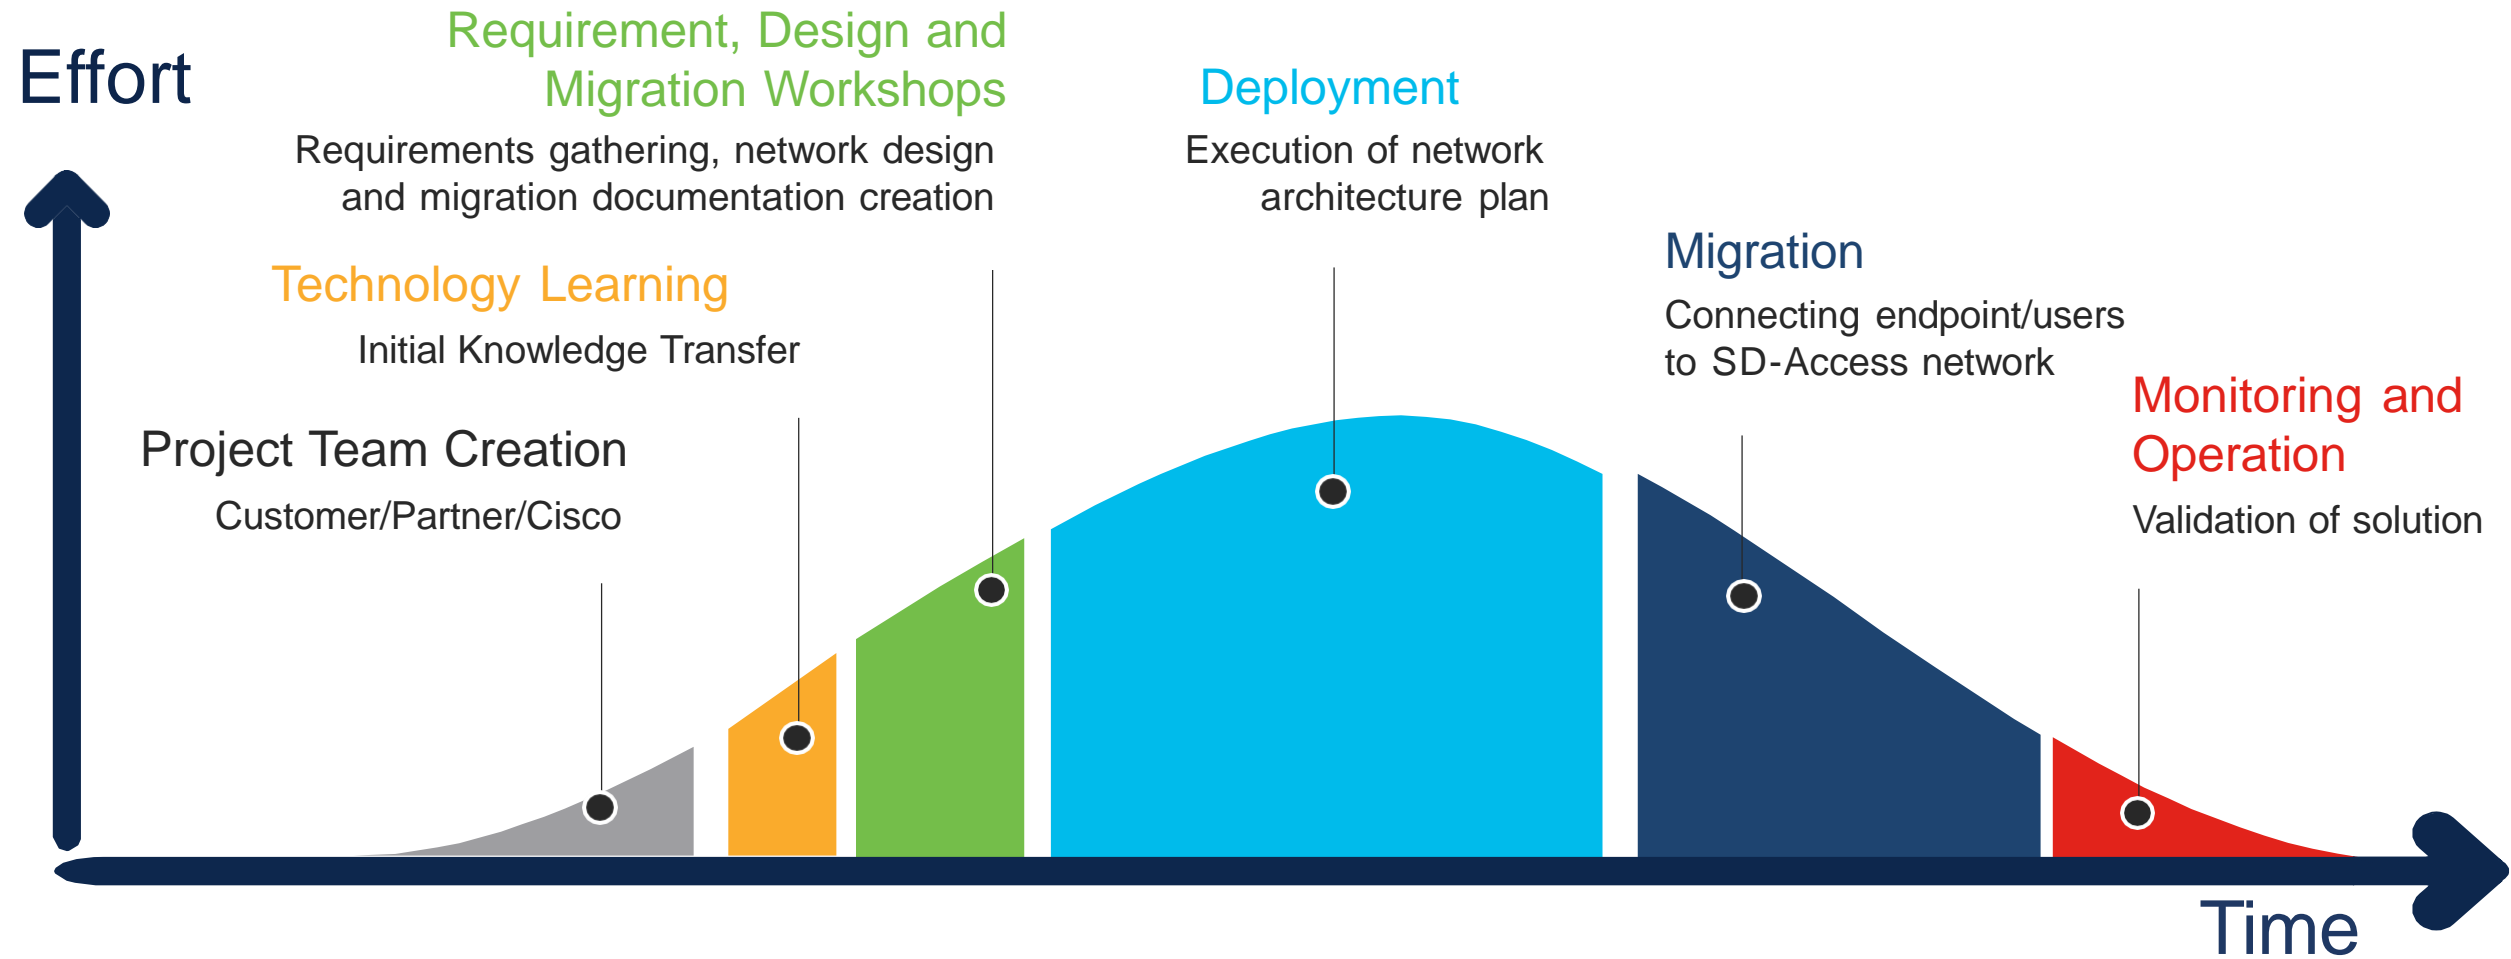 Effort
Requirement, Design and
Migration Workshops
Requirements gathering, network design
and migration documentation creation
Technology Learning
Initial Knowledge Transfer
Project Team Creation
Customer/Partner/Cisco
Deployment
Execution of network
architecture plan
Migration
Connecting endpoint/users
to SD-Access network
Monitoring and
Operation
Validation of solution
Time